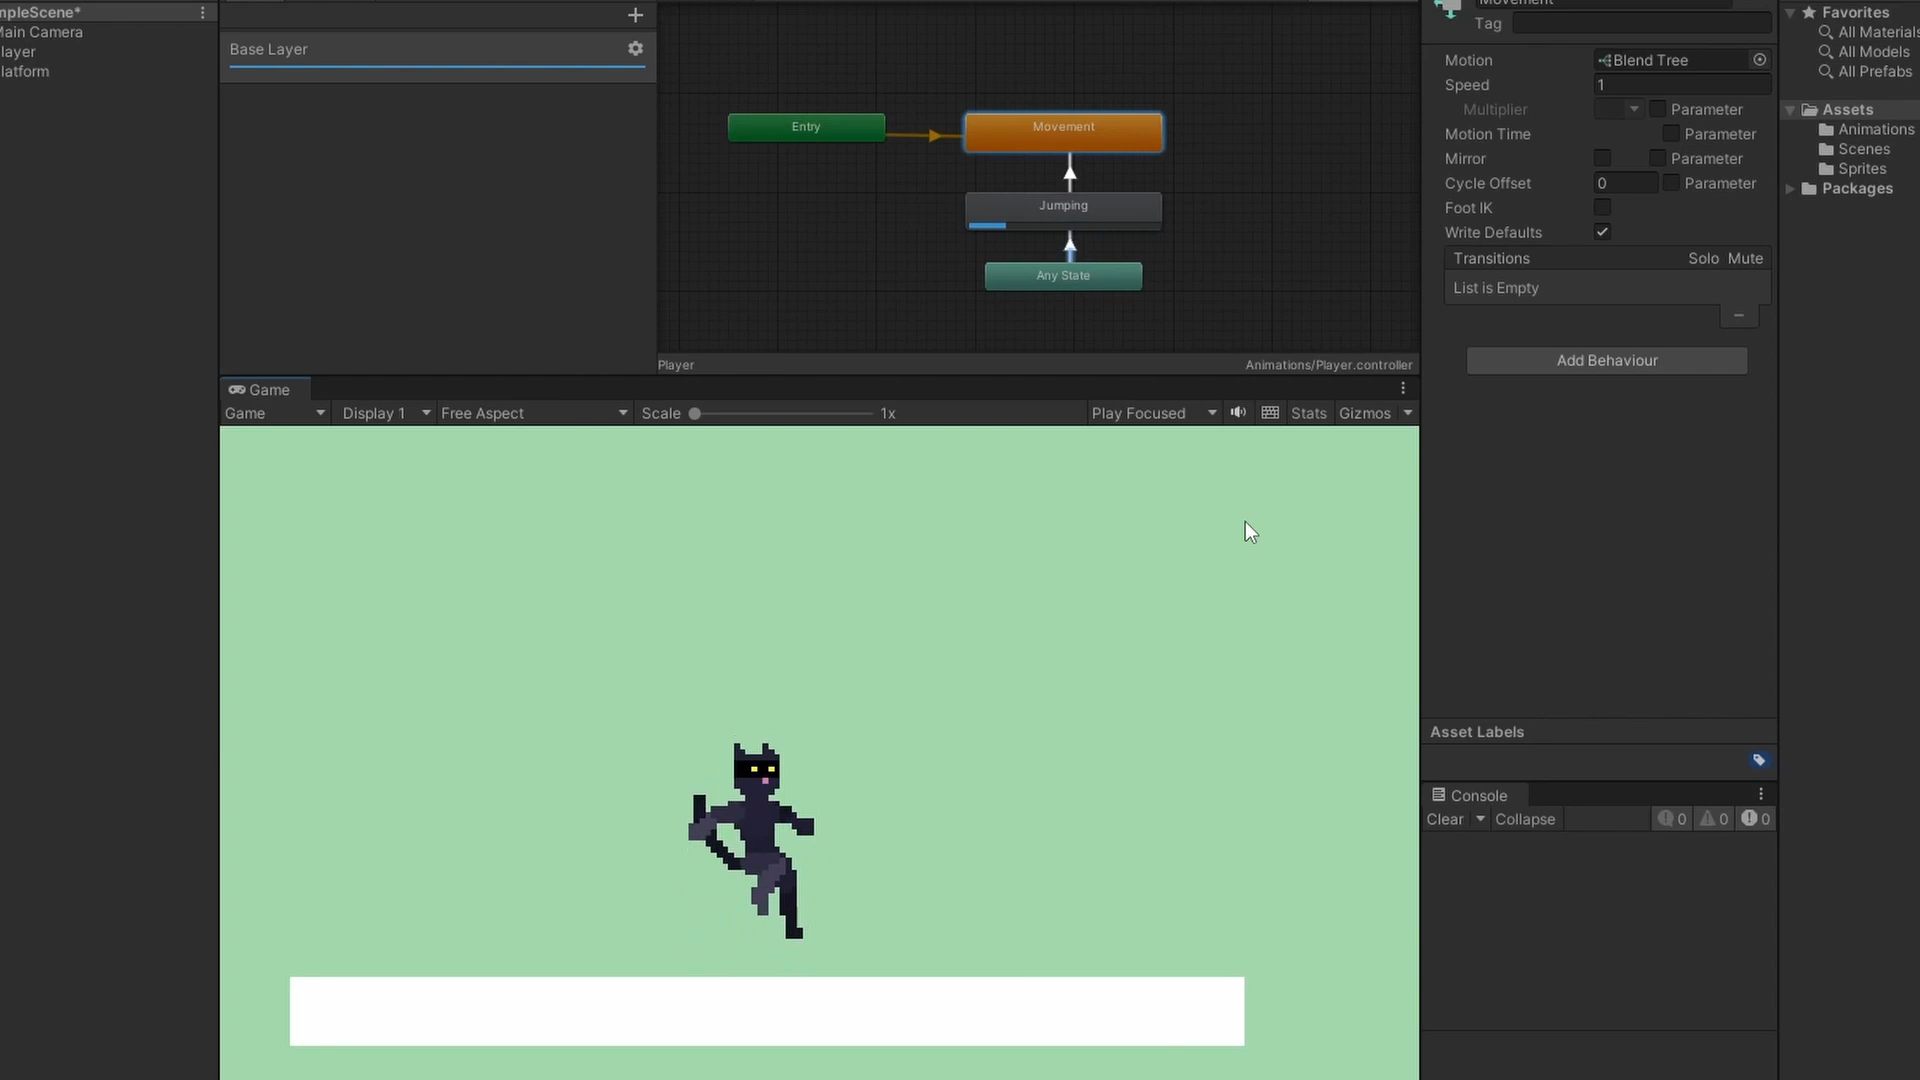 mpleScene*
ain Camera
layer
latform
Base Layer
Entry
Movement
Jumping
Any State
Player
Animations/Player.controller
Game
Game
Display 1
Free Aspect
Scale
1x
Play Focused
Stats
Gizmos
Movement
Tag
Motion
Blend Tree
Speed
1
Multiplier
Parameter
Motion Time
Parameter
Mirror
Parameter
Cycle Offset
0
Parameter
Foot IK
Write Defaults
Transitions
Solo Mute
List is Empty
Add Behaviour
Asset Labels
Console
Clear
Collapse
0
0
0
Favorites
All Materials
All Models
All Prefabs
Assets
Animations
Scenes
Sprites
Packages